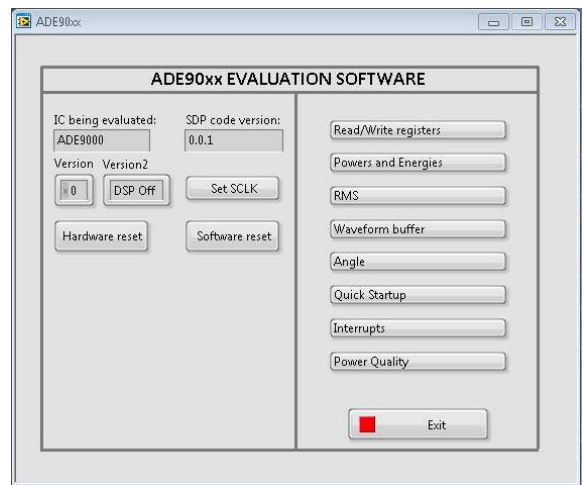 ADE90xx
ADE90xx EVALUATION SOFTWARE
IC being evaluated:
ADE9000
SDP code version:
0.0.1
Version
x0
Version2
DSP Off
Set SCLK
Hardware reset
Software reset
Read/Write registers
Powers and Energies
RMS
Waveform buffer
Angle
Quick Startup
Interrupts
Power Quality
Exit